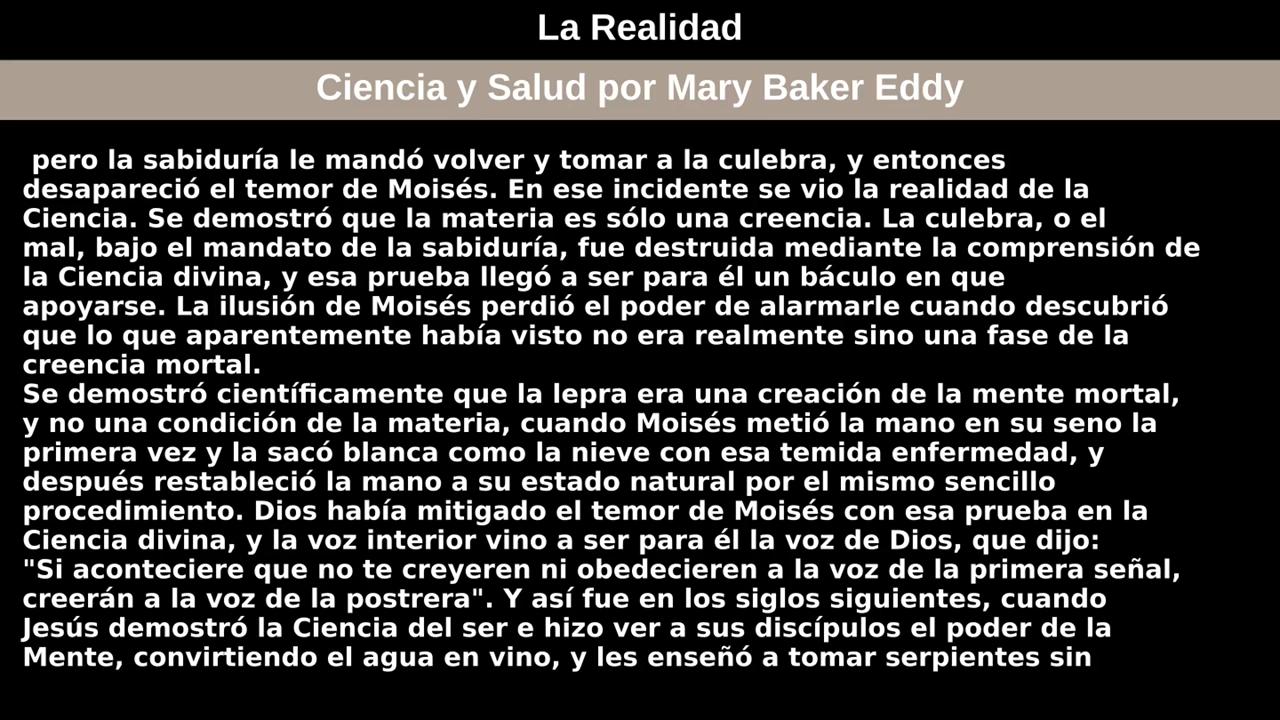 La Realidad
Ciencia y Salud por Mary Baker Eddy
pero la sabiduría le mandó volver y tomar a la culebra, y entonces
desapareció el temor de Moisés. En ese incidente se vio la realidad de la
Ciencia. Se demostró que la materia es sólo una creencia. La culebra, o el
mal, bajo el mandato de la sabiduría, fue destruida mediante la comprensión de
la Ciencia divina, y esa prueba llegó a ser para él un báculo en que
apoyarse. La ilusión de Moisés perdió el poder de alarmarle cuando descubrió
que lo que aparentemente había visto no era realmente sino una fase de la
creencia mortal.
Se demostró científicamente que la lepra era una creación de la mente mortal,
y no una condición de la materia, cuando Moisés metió la mano en su seno la
primera vez y la sacó blanca como la nieve con esa temida enfermedad, y
después restableció la mano a su estado natural por el mismo sencillo
procedimiento. Dios había mitigado el temor de Moisés con esa prueba en la
Ciencia divina, y la voz interior vino a ser para él la voz de Dios, que dijo:
"Si aconteciere que no te creyeren ni obedecieren a la voz de la primera señal,
creerán a la voz de la postrera". Y así fue en los siglos siguientes, cuando
Jesús demostró la Ciencia del ser e hizo ver a sus discípulos el poder de la
Mente, convirtiendo el agua en vino, y les enseñó a tomar serpientes sin